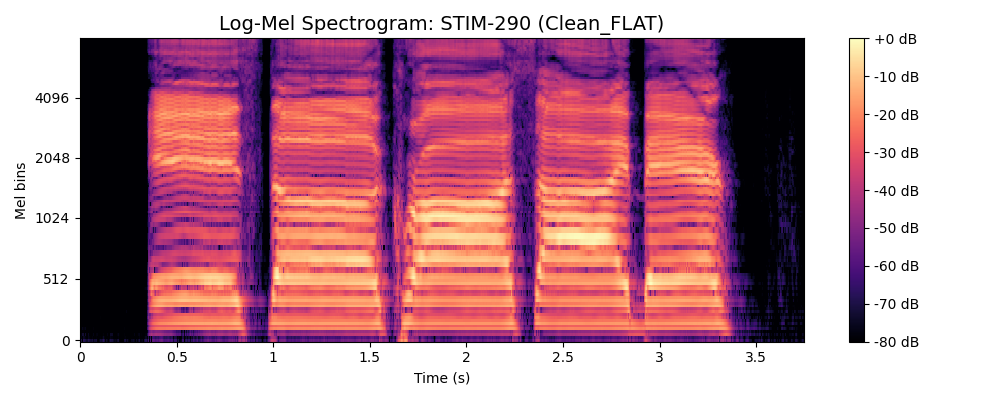 Log-Mel Spectrogram: STIM-290 (Clean_FLAT)
Mel bins
4096
2048
1024
512
0
0
0.5
1
1.5
2
2.5
3
3.5
Time (s)
+0 dB
-10 dB
-20 dB
-30 dB
-40 dB
-50 dB
-60 dB
-70 dB
-80 dB